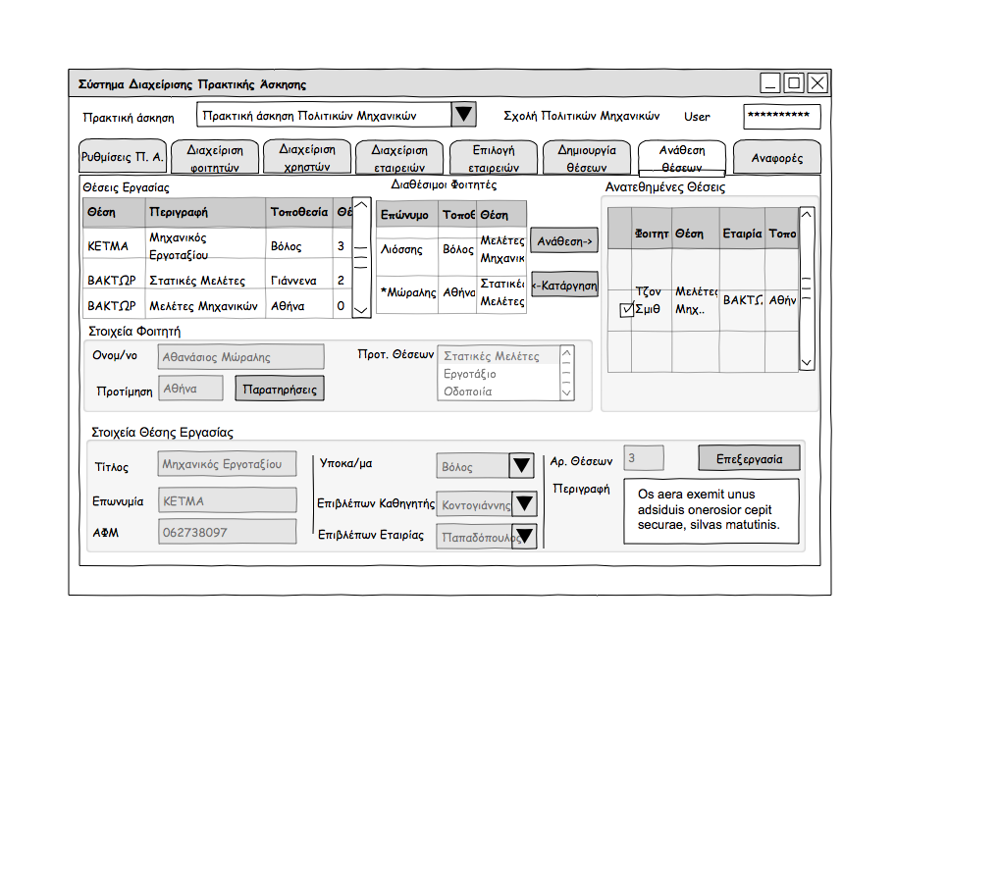 Σύστημα Διαχείρισης Πρακτικής Άσκησης
Πρακτική άσκηση
Πρακτική άσκηση Πολιτικών Μηχανικών
Σχολή Πολιτικών Μηχανικών
User
**********
Ρυθμίσεις Π. Α.
Διαχείριση
φοιτητών
Διαχείριση
χρηστών
Διαχείριση
εταιρειών
Επιλογή
εταιρειών
Δημιουργία
θέσεων
Ανάθεση
θέσεων
Αναφορές
Θέσεις Εργασίας
Θέση Περιγραφή Τοποθεσία Θέ
ΚΕΤΜΑ Μηχανικός Εργοταξίου Βόλος 3
ΒΑΚΤΩΡ Στατικές Μελέτες Γιάννενα 2
ΒΑΚΤΩΡ Μελέτες Μηχανικών Αθήνα 0
Διαθέσιμοι Φοιτητές
Επώνυμο Τοποθ Θέση
Λιόσσης Βόλος Μελέτες Μηχανικ
*Μώραλης Αθήνα Στατικές Μελέτες
Ανάθεση->
<-Κατάργηση
Ανατεθημένες Θέσεις
Φοιτητ Θέση Εταιρία Τοπο
Τζον Σμιθ Μελέτες Μηχ.. ΒΑΚΤΩ Αθήν
Στοιχεία Φοιτητή
Ονομ/νο
Αθανάσιος Μώραλης
Προτίμηση
Αθήνα
Παρατηρήσεις
Προτ. Θέσεων
Στατικές Μελέτες
Εργοτάξιο
Οδοποιία
Στοιχεία Θέσης Εργασίας
Τίτλος
Μηχανικός Εργοταξίου
Επωνυμία
ΚΕΤΜΑ
ΑΦΜ
062738097
Υποκα/μα
Βόλος
Επιβλέπων Καθηγητής
Κοντογιάννης
Επιβλέπων Εταιρίας
Παπαδόπουλος
Αρ. Θέσεων
3
Επεξεργασία
Περιγραφή
Os aera exemit unus
adsiduis onerosior cepit
securae, silvas matutinis.